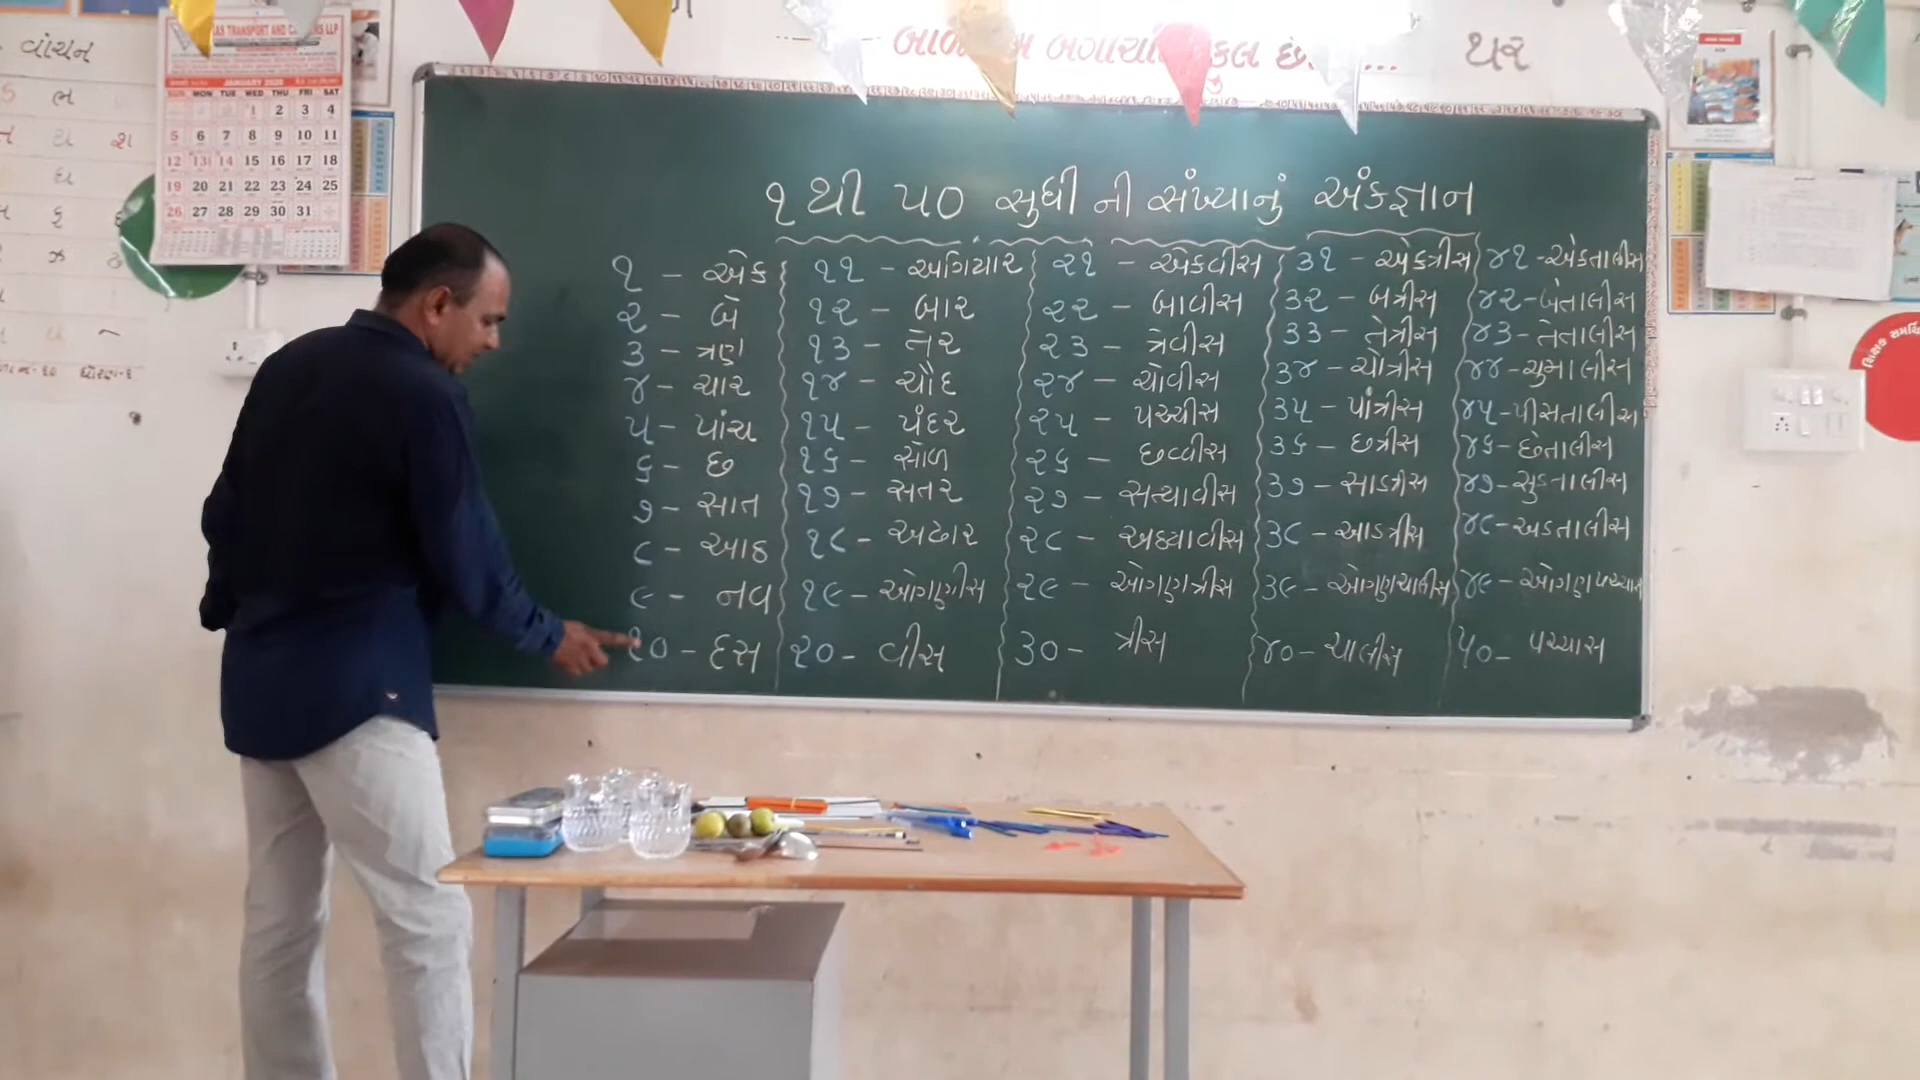 વાંચન
TRANSPORT AND
LLP
JANUARY 2020
SUN MON TUE WED THU FRI SAT
1 2 3 4
5 6 7 8 9 10 11
12 13 14 15 16 17 18
19 20 21 22 23 24 25
26 27 28 29 30 31
ઘર
૧ થી ૫૦ સુધી ની સંખ્યાનું અંકજ્ઞાન
૧ - એક
૨ - બે
૩ - ત્રણ
૪ - ચાર
૫ - પાંચ
૬ - છ
૭ - સાત
૮ - આઠ
૯ - નવ
૧૦ - દસ
૧૧ - અગિયાર
૧૨ - બાર
૧૩ - તેર
૧૪ - ચૌદ
૧૫ - પંદર
૧૬ - સોળ
૧૭ - સતર
૧૮ - અઢાર
૧૯ - ઓગણીસ
૨૦ - વીસ
૨૧ - એકવીસ
૨૨ - બાવીસ
૨૩ - ત્રેવીસ
૨૪ - ચોવીસ
૨૫ - પચ્ચીસ
૨૬ - છવ્વીસ
૨૭ - સત્યાવીસ
૨૮ - અઠ્યાવીસ
૨૯ - ઓગણત્રીસ
૩૦ - ત્રીસ
૩૧ - એકત્રીસ
૩૨ - બત્રીસ
૩૩ - તેત્રીસ
૩૪ - ચોત્રીસ
૩૫ - પાંત્રીસ
૩૬ - છત્રીસ
૩૭ - સાડત્રીસ
૩૮ - આડત્રીસ
૩૯ - ઓગણચાલીસ
૪૦ - ચાલીસ
૪૧ - એકતાલીસ
૪૨ - બેતાલીસ
૪૩ - તેતાલીસ
૪૪ - ચુમાલીસ
૪૫ - પીસતાલીસ
૪૬ - છેતાલીસ
૪૭ - સુડતાલીસ
૪૮ - અડતાલીસ
૪૯ - ઓગણપચ્ચાસ
૫૦ - પચ્ચાસ